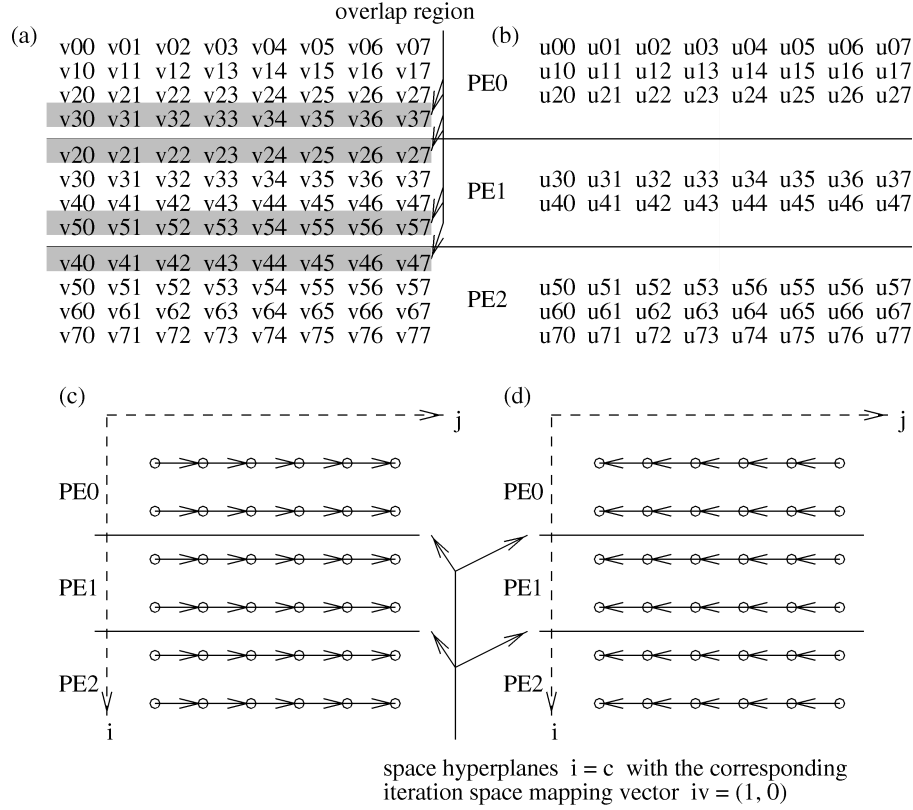 overlap region
(a) v00 v01 v02 v03 v04 v05 v06 v07 (b) u00 u01 u02 u03 u04 u05 u06 u07
v10 v11 v12 v13 v14 v15 v16 v17 u10 u11 u12 u13 u14 u15 u16 u17
PE0
v20 v21 v22 v23 v24 v25 v26 v27 u20 u21 u22 u23 u24 u25 u26 u27
v30 v31 v32 v33 v34 v35 v36 v37
v20 v21 v22 v23 v24 v25 v26 v27
v30 v31 v32 v33 v34 v35 v36 v37 u30 u31 u32 u33 u34 u35 u36 u37
PE1
v40 v41 v42 v43 v44 v45 v46 v47 u40 u41 u42 u43 u44 u45 u46 u47
v50 v51 v52 v53 v54 v55 v56 v57
v40 v41 v42 v43 v44 v45 v46 v47
v50 v51 v52 v53 v54 v55 v56 v57 u50 u51 u52 u53 u56 u55 u56 u57
PE2
v60 v61 v62 v63 v64 v65 v66 v67 u60 u61 u62 u63 u64 u65 u66 u67
v70 v71 v72 v73 v74 v75 v76 v77 u70 u71 u72 u73 u74 u75 u76 u77
(c)
j
PE0
PE1
PE2
i
(d)
j
PE0
PE1
PE2
i
space hyperplanes i = c with the corresponding
iteration space mapping vector iv = (1, 0)